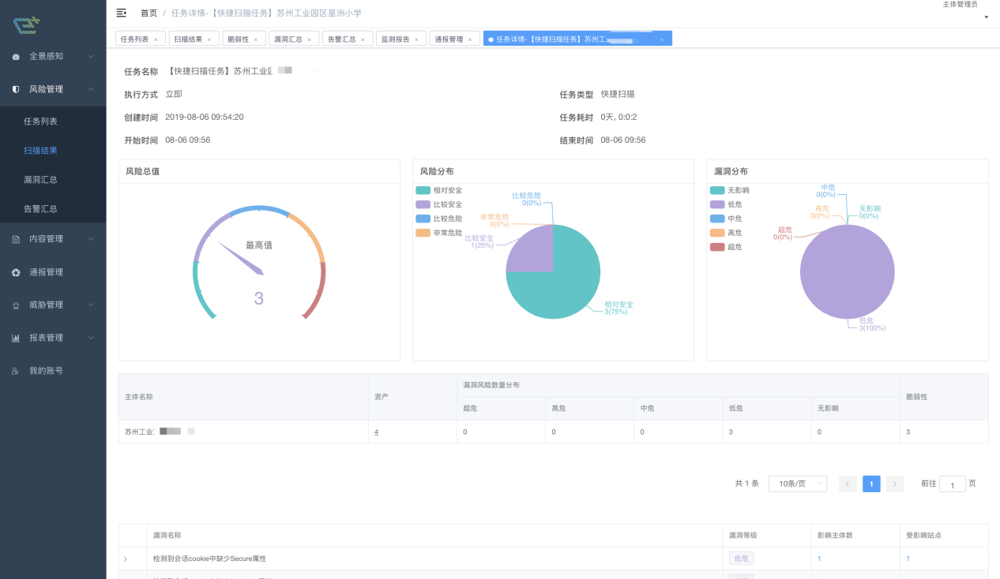 主体管理员
首页 / 任务详情-【快捷扫描任务】苏州工业园区星洲小学
任务列表 × 扫描结果 × 脆弱性 × 漏洞汇总 × 告警汇总 × 监测报告 × 通报管理 × 任务详情-【快捷扫描任务】苏州工 ×
全景感知
风险管理
任务列表
扫描结果
漏洞汇总
告警汇总
内容管理
通报管理
威胁管理
报表管理
我的账号
任务名称 【快捷扫描任务】苏州工业
执行方式 立即 任务类型 快捷扫描
创建时间 2019-08-06 09:54:20 任务耗时 0天, 0:0:2
开始时间 08-06 09:56 结束时间 08-06 09:56
风险总值
最高值
3
风险分布
相对安全
比较安全
比较危险
非常危险
比较危险
0(0%)
非常危险
0(0%)
比较安全
1(25%)
相对安全
3(75%)
漏洞分布
无影响
低危
中危
高危
超危
中危
0(0%)
高危
0(0%)
无影响
0(0%)
超危
0(0%)
低危
3(100%)
主体名称 资产 漏洞风险数量分布 脆弱性
超危 高危 中危 低危 无影响
苏州工业 4 0 0 0 3 0 3
共 1 条 10条/页 < 1 > 前往 1 页
漏洞名称 漏洞等级 影响主体数 受影响站点
检测到会话cookie中缺少Secure属性 低危 1 1